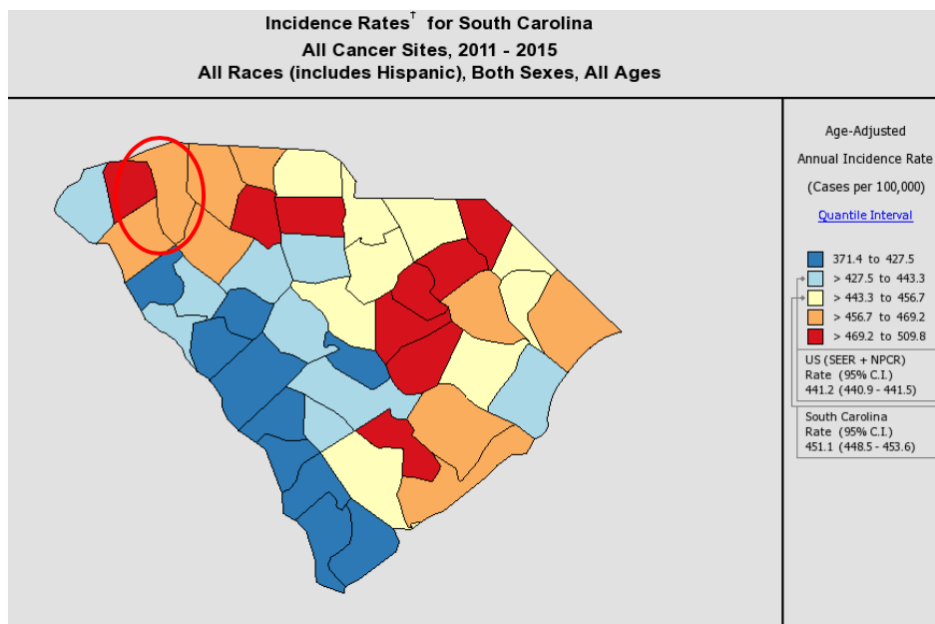 Incidence Rates† for South Carolina
All Cancer Sites, 2011 - 2015
All Races (includes Hispanic), Both Sexes, All Ages
Age-Adjusted
Annual Incidence Rate
(Cases per 100,000)
Quantile Interval
371.4 to 427.5
> 427.5 to 443.3
> 443.3 to 456.7
> 456.7 to 469.2
> 469.2 to 509.8
US (SEER + NPCR)
Rate (95% C.I.)
441.2 (440.9 - 441.5)
South Carolina
Rate (95% C.I.)
451.1 (448.5 - 453.6)